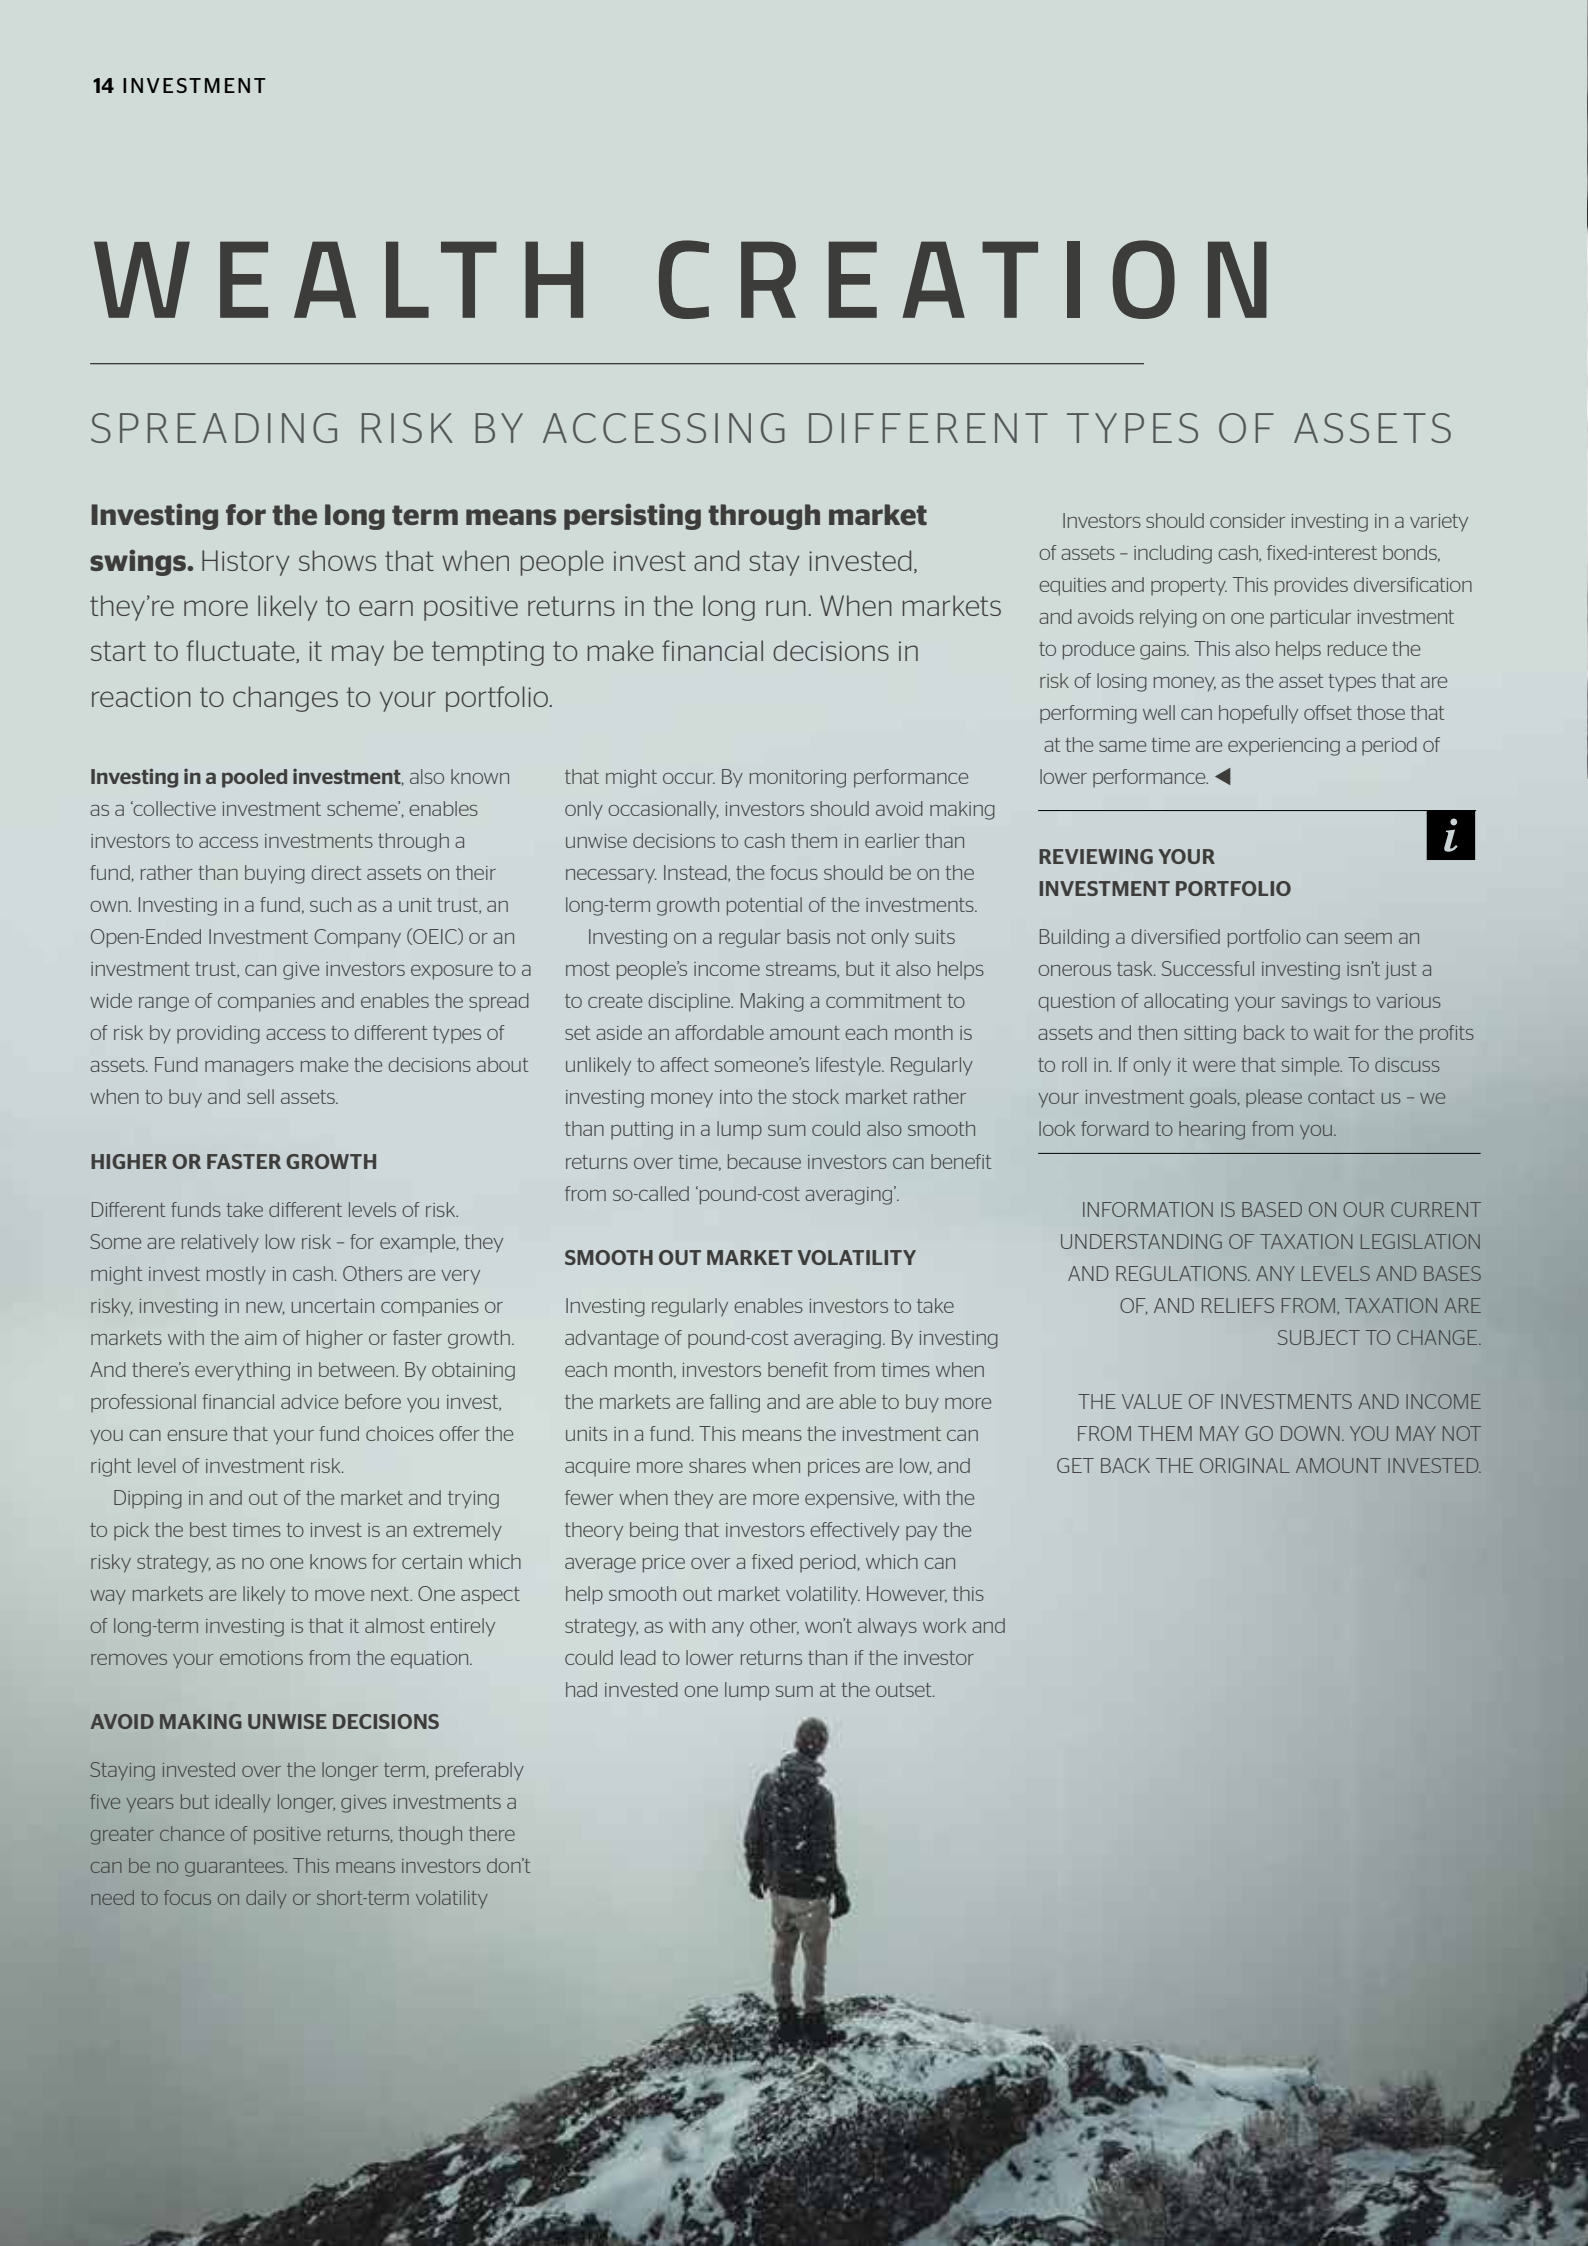 14 INVESTMENT
WEALTH CREATION
SPREADING RISK BY ACCESSING DIFFERENT TYPES OF ASSETS
Investing for the long term means persisting through market
swings. History shows that when people invest and stay invested,
they’re more likely to earn positive returns in the long run. When markets
start to fluctuate, it may be tempting to make financial decisions in
reaction to changes to your portfolio.
Investing in a pooled investment, also known
as a ‘collective investment scheme’, enables
investors to access investments through a
fund, rather than buying direct assets on their
own. Investing in a fund, such as a unit trust, an
Open-Ended Investment Company (OEIC) or an
investment trust, can give investors exposure to a
wide range of companies and enables the spread
of risk by providing access to different types of
assets. Fund managers make the decisions about
when to buy and sell assets.
HIGHER OR FASTER GROWTH
Different funds take different levels of risk.
Some are relatively low risk – for example, they
might invest mostly in cash. Others are very
risky, investing in new, uncertain companies or
markets with the aim of higher or faster growth.
And there’s everything in between. By obtaining
professional financial advice before you invest,
you can ensure that your fund choices offer the
right level of investment risk.
Dipping in and out of the market and trying
to pick the best times to invest is an extremely
risky strategy, as no one knows for certain which
way markets are likely to move next. One aspect
of long-term investing is that it almost entirely
removes your emotions from the equation.
AVOID MAKING UNWISE DECISIONS
Staying invested over the longer term, preferably
five years but ideally longer, gives investments a
greater chance of positive returns, though there
can be no guarantees. This means investors don’t
need to focus on daily or short-term volatility
that might occur. By monitoring performance
only occasionally, investors should avoid making
unwise decisions to cash them in earlier than
necessary. Instead, the focus should be on the
long-term growth potential of the investments.
Investing on a regular basis not only suits
most people’s income streams, but it also helps
to create discipline. Making a commitment to
set aside an affordable amount each month is
unlikely to affect someone’s lifestyle. Regularly
investing money into the stock market rather
than putting in a lump sum could also smooth
returns over time, because investors can benefit
from so-called ‘pound-cost averaging’.
SMOOTH OUT MARKET VOLATILITY
Investing regularly enables investors to take
advantage of pound-cost averaging. By investing
each month, investors benefit from times when
the markets are falling and are able to buy more
units in a fund. This means the investment can
acquire more shares when prices are low, and
fewer when they are more expensive, with the
theory being that investors effectively pay the
average price over a fixed period, which can
help smooth out market volatility. However, this
strategy, as with any other, won’t always work and
could lead to lower returns than if the investor
had invested one lump sum at the outset.
Investors should consider investing in a variety
of assets – including cash, fixed-interest bonds,
equities and property. This provides diversification
and avoids relying on one particular investment
to produce gains. This also helps reduce the
risk of losing money, as the asset types that are
performing well can hopefully offset those that
at the same time are experiencing a period of
lower performance. ◀
i
REVIEWING YOUR
INVESTMENT PORTFOLIO
Building a diversified portfolio can seem an
onerous task. Successful investing isn’t just a
question of allocating your savings to various
assets and then sitting back to wait for the profits
to roll in. If only it were that simple. To discuss
your investment goals, please contact us – we
look forward to hearing from you.
INFORMATION IS BASED ON OUR CURRENT
UNDERSTANDING OF TAXATION LEGISLATION
AND REGULATIONS. ANY LEVELS AND BASES
OF, AND RELIEFS FROM, TAXATION ARE
SUBJECT TO CHANGE.
THE VALUE OF INVESTMENTS AND INCOME
FROM THEM MAY GO DOWN. YOU MAY NOT
GET BACK THE ORIGINAL AMOUNT INVESTED.